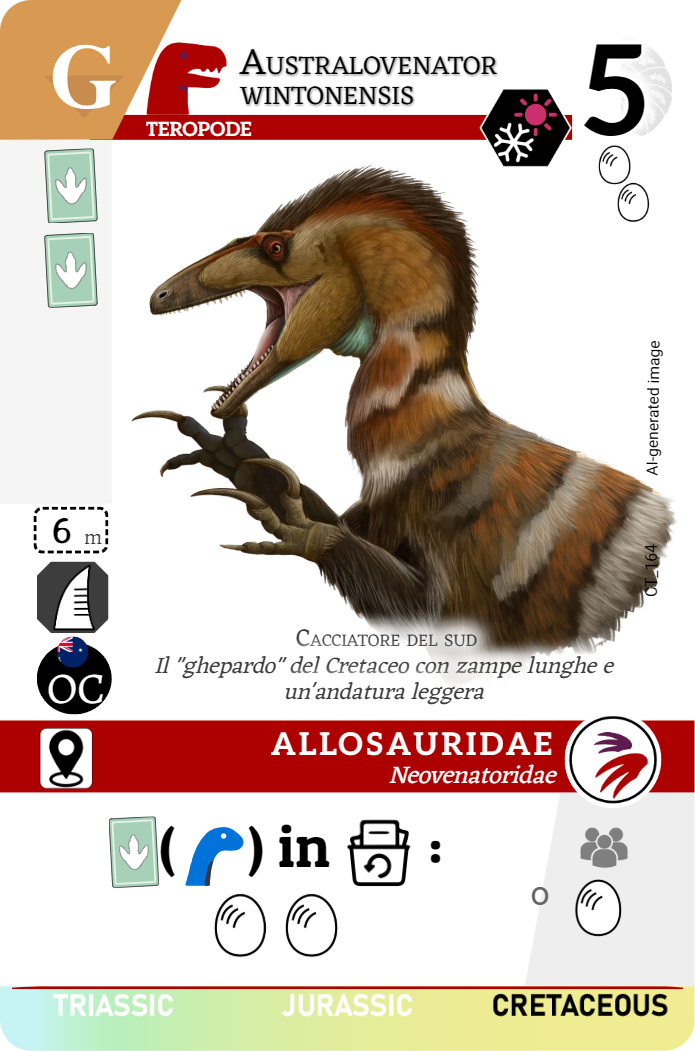 G
AUSTRALOVENATOR
WINTONENSIS
5
TEROPODE
AI-generated image
CT_164
6 m
OC
CACCIATORE DEL SUD
Il "ghepardo" del Cretaceo con zampe lunghe e
un'andatura leggera
ALLOSAURIDAE
Neovenatoridae
( ) in :
O
TRIASSIC JURASSIC CRETACEOUS